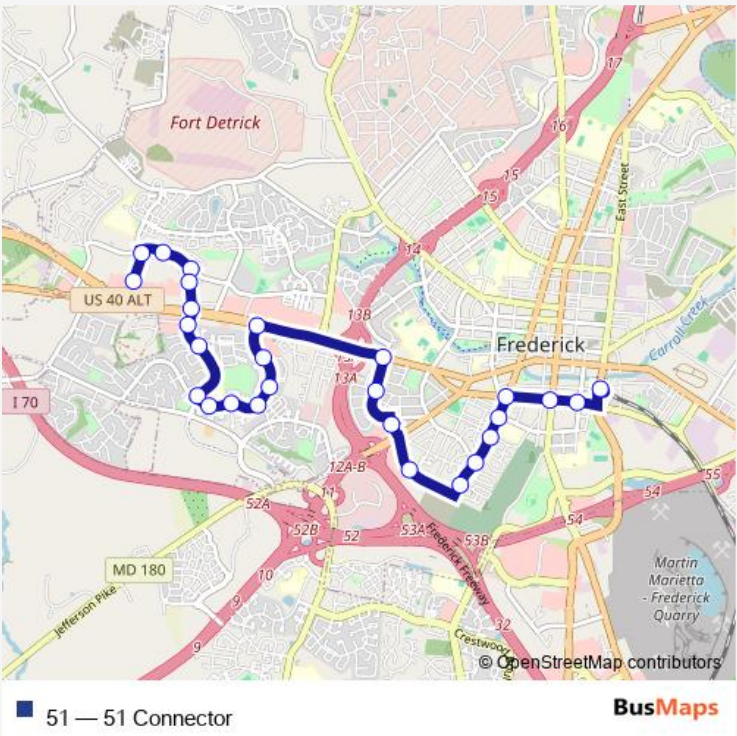 17
Fort Detrick
16
15
15
East Street
14
US 40 ALT
13B
Carroll Creek
Frederick
13A
I 70
12A-B
11
55
54
52A
52B
52
53A
53B
54
Frederick Freeway
MD 180
10
Martin
Marietta
- Frederick
Quarry
Jefferson Pike
9
32
9
Crestwood
© OpenStreetMap contributors
51 — 51 Connector
BusMaps